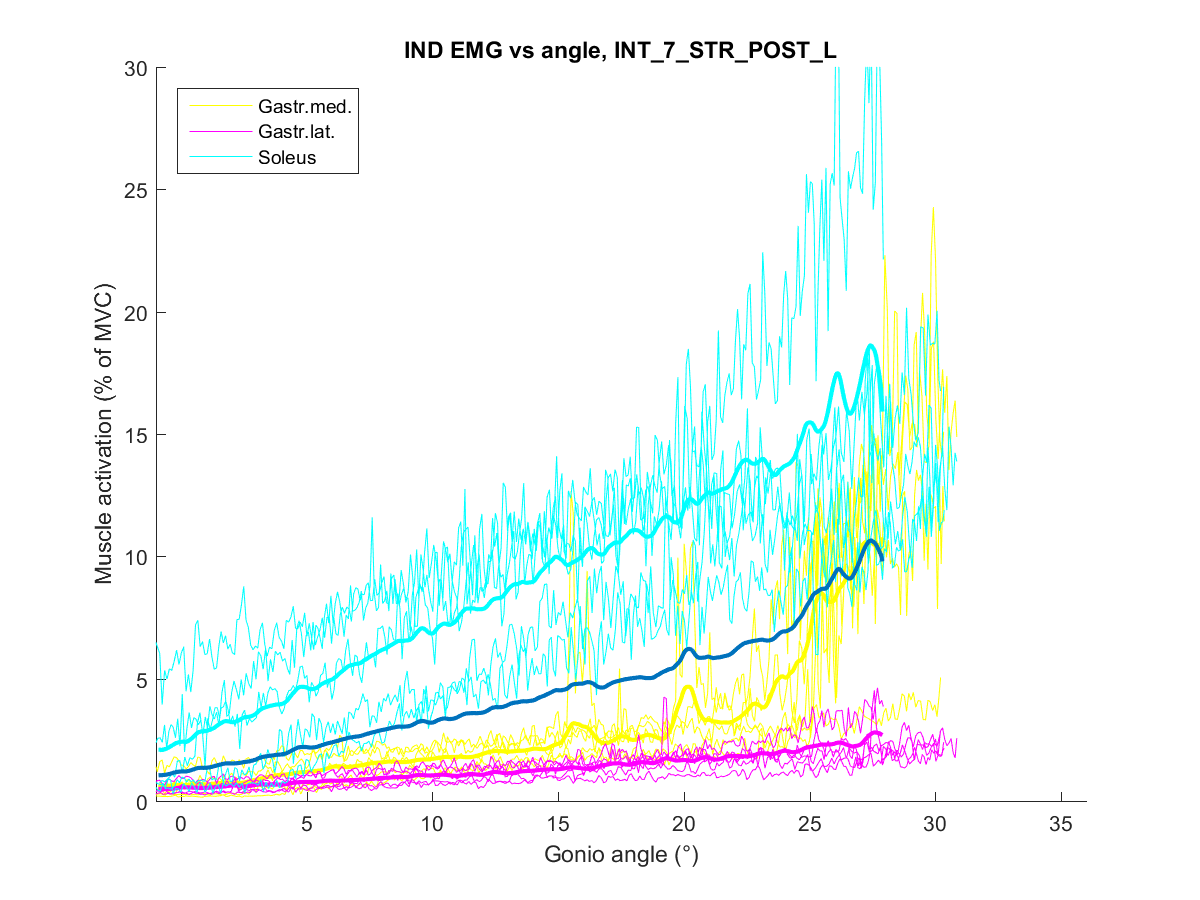 IND EMG vs angle, INT_7_STR_POST_L
30
Gastr.med.
Gastr.lat.
Soleus
25
20
15
10
5
0
Muscle activation (% of MVC)
0 5 10 15 20 25 30 35
Gonio angle (°)